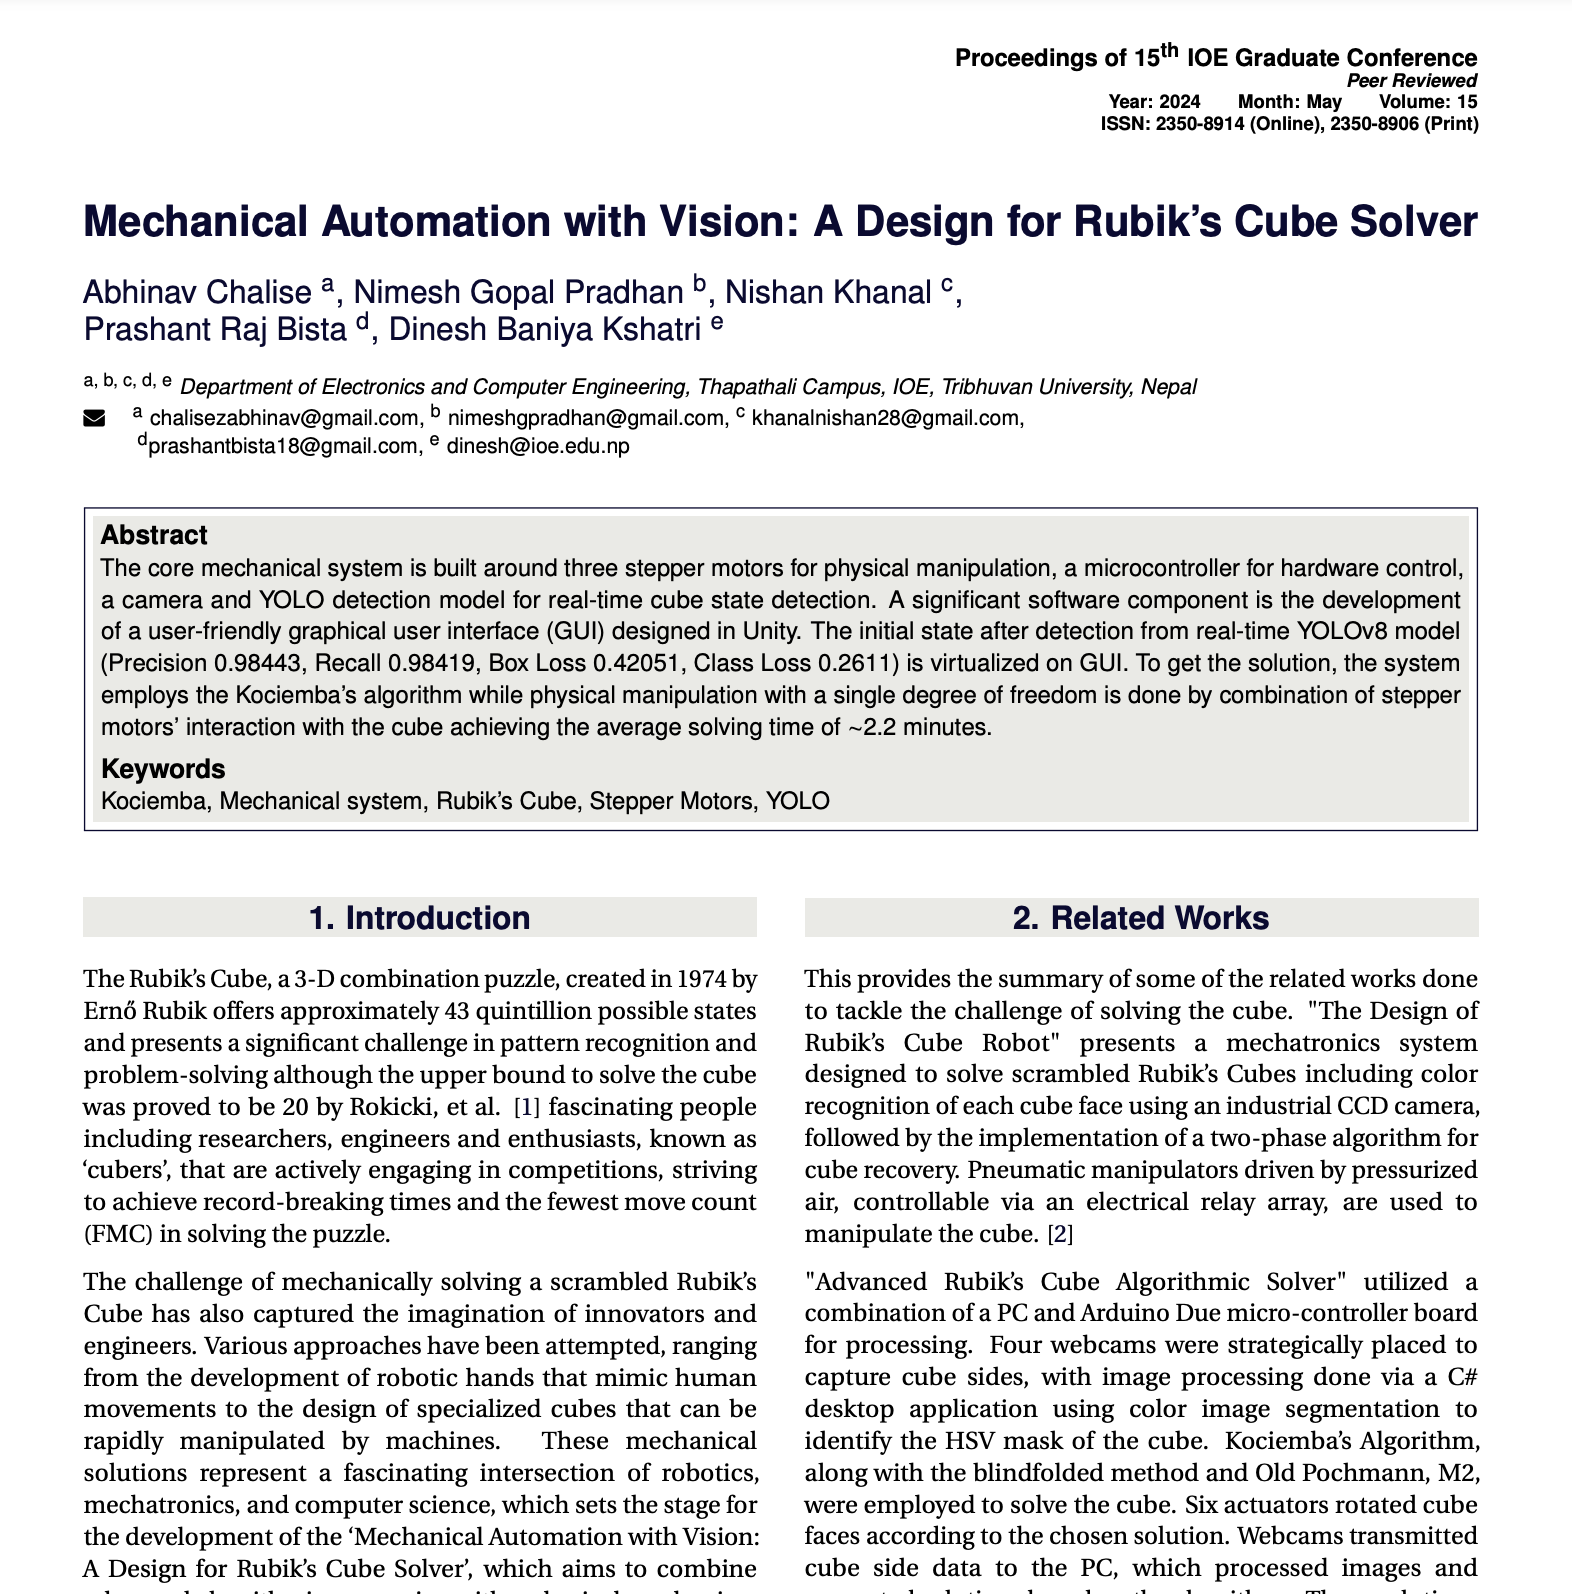 Proceedings of 15th IOE Graduate Conference
Peer Reviewed
Year: 2024 Month: May Volume: 15
ISSN: 2350-8914 (Online), 2350-8906 (Print)
Mechanical Automation with Vision: A Design for Rubik’s Cube Solver
Abhinav Chalise a, Nimesh Gopal Pradhan b, Nishan Khanal c,
Prashant Raj Bista d, Dinesh Baniya Kshatri e
a, b, c, d, e Department of Electronics and Computer Engineering, Thapathali Campus, IOE, Tribhuvan University, Nepal
a chalisezabhinav@gmail.com, b nimeshgpradhan@gmail.com, c khanalnishan28@gmail.com,
dprashantbista18@gmail.com, e dinesh@ioe.edu.np
Abstract
The core mechanical system is built around three stepper motors for physical manipulation, a microcontroller for hardware control,
a camera and YOLO detection model for real-time cube state detection. A significant software component is the development
of a user-friendly graphical user interface (GUI) designed in Unity. The initial state after detection from real-time YOLOv8 model
(Precision 0.98443, Recall 0.98419, Box Loss 0.42051, Class Loss 0.2611) is virtualized on GUI. To get the solution, the system
employs the Kociemba’s algorithm while physical manipulation with a single degree of freedom is done by combination of stepper
motors’ interaction with the cube achieving the average solving time of ~2.2 minutes.
Keywords
Kociemba, Mechanical system, Rubik’s Cube, Stepper Motors, YOLO
1. Introduction
The Rubik’s Cube, a 3-D combination puzzle, created in 1974 by
Ernő Rubik offers approximately 43 quintillion possible states
and presents a significant challenge in pattern recognition and
problem-solving although the upper bound to solve the cube
was proved to be 20 by Rokicki, et al. [1] fascinating people
including researchers, engineers and enthusiasts, known as
‘cubers’, that are actively engaging in competitions, striving
to achieve record-breaking times and the fewest move count
(FMC) in solving the puzzle.
The challenge of mechanically solving a scrambled Rubik’s
Cube has also captured the imagination of innovators and
engineers. Various approaches have been attempted, ranging
from the development of robotic hands that mimic human
movements to the design of specialized cubes that can be
rapidly manipulated by machines. These mechanical
solutions represent a fascinating intersection of robotics,
mechatronics, and computer science, which sets the stage for
the development of the ‘Mechanical Automation with Vision:
A Design for Rubik’s Cube Solver’, which aims to combine
2. Related Works
This provides the summary of some of the related works done
to tackle the challenge of solving the cube. "The Design of
Rubik’s Cube Robot" presents a mechatronics system
designed to solve scrambled Rubik’s Cubes including color
recognition of each cube face using an industrial CCD camera,
followed by the implementation of a two-phase algorithm for
cube recovery. Pneumatic manipulators driven by pressurized
air, controllable via an electrical relay array, are used to
manipulate the cube. [2]
"Advanced Rubik’s Cube Algorithmic Solver" utilized a
combination of a PC and Arduino Due micro-controller board
for processing. Four webcams were strategically placed to
capture cube sides, with image processing done via a C#
desktop application using color image segmentation to
identify the HSV mask of the cube. Kociemba’s Algorithm,
along with the blindfolded method and Old Pochmann, M2,
were employed to solve the cube. Six actuators rotated cube
faces according to the chosen solution. Webcams transmitted
cube side data to the PC, which processed images and